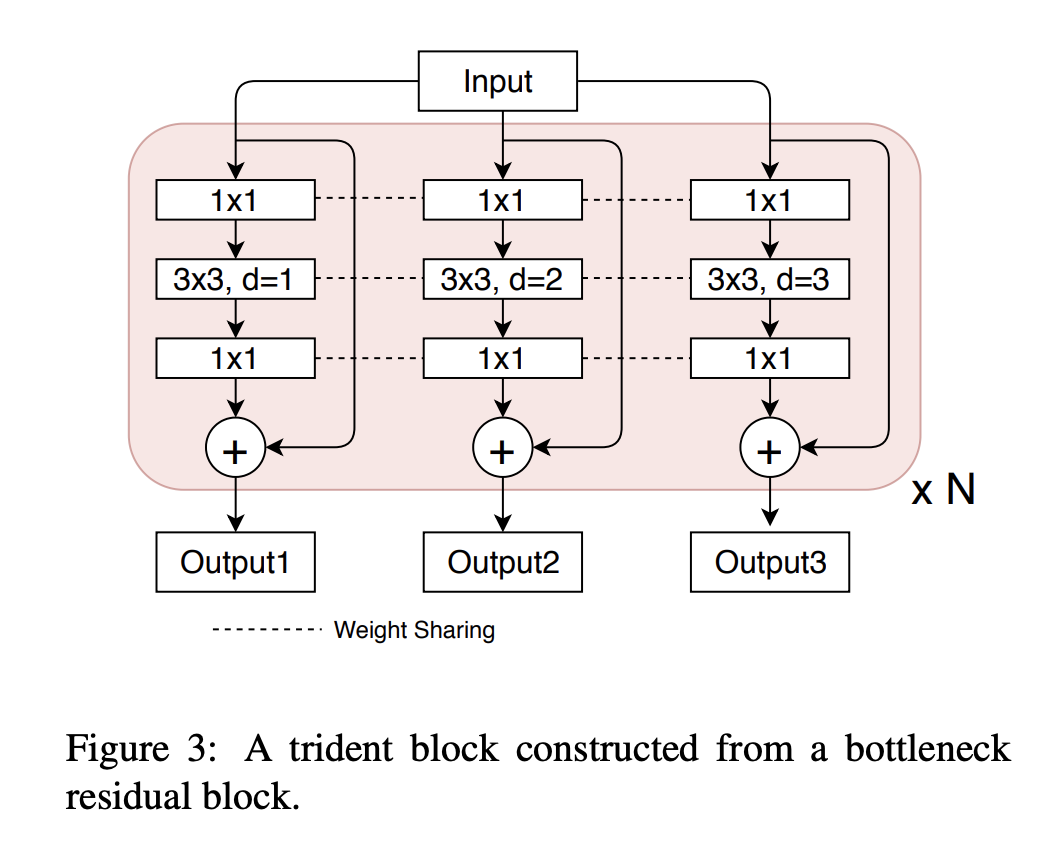 Input
1x1
1x1
1x1
3x3, d=1
3x3, d=2
3x3, d=3
1x1
1x1
1x1
+
+
+
x N
Output1
Output2
Output3
Weight Sharing
Figure 3: A trident block constructed from a bottleneck
residual block.